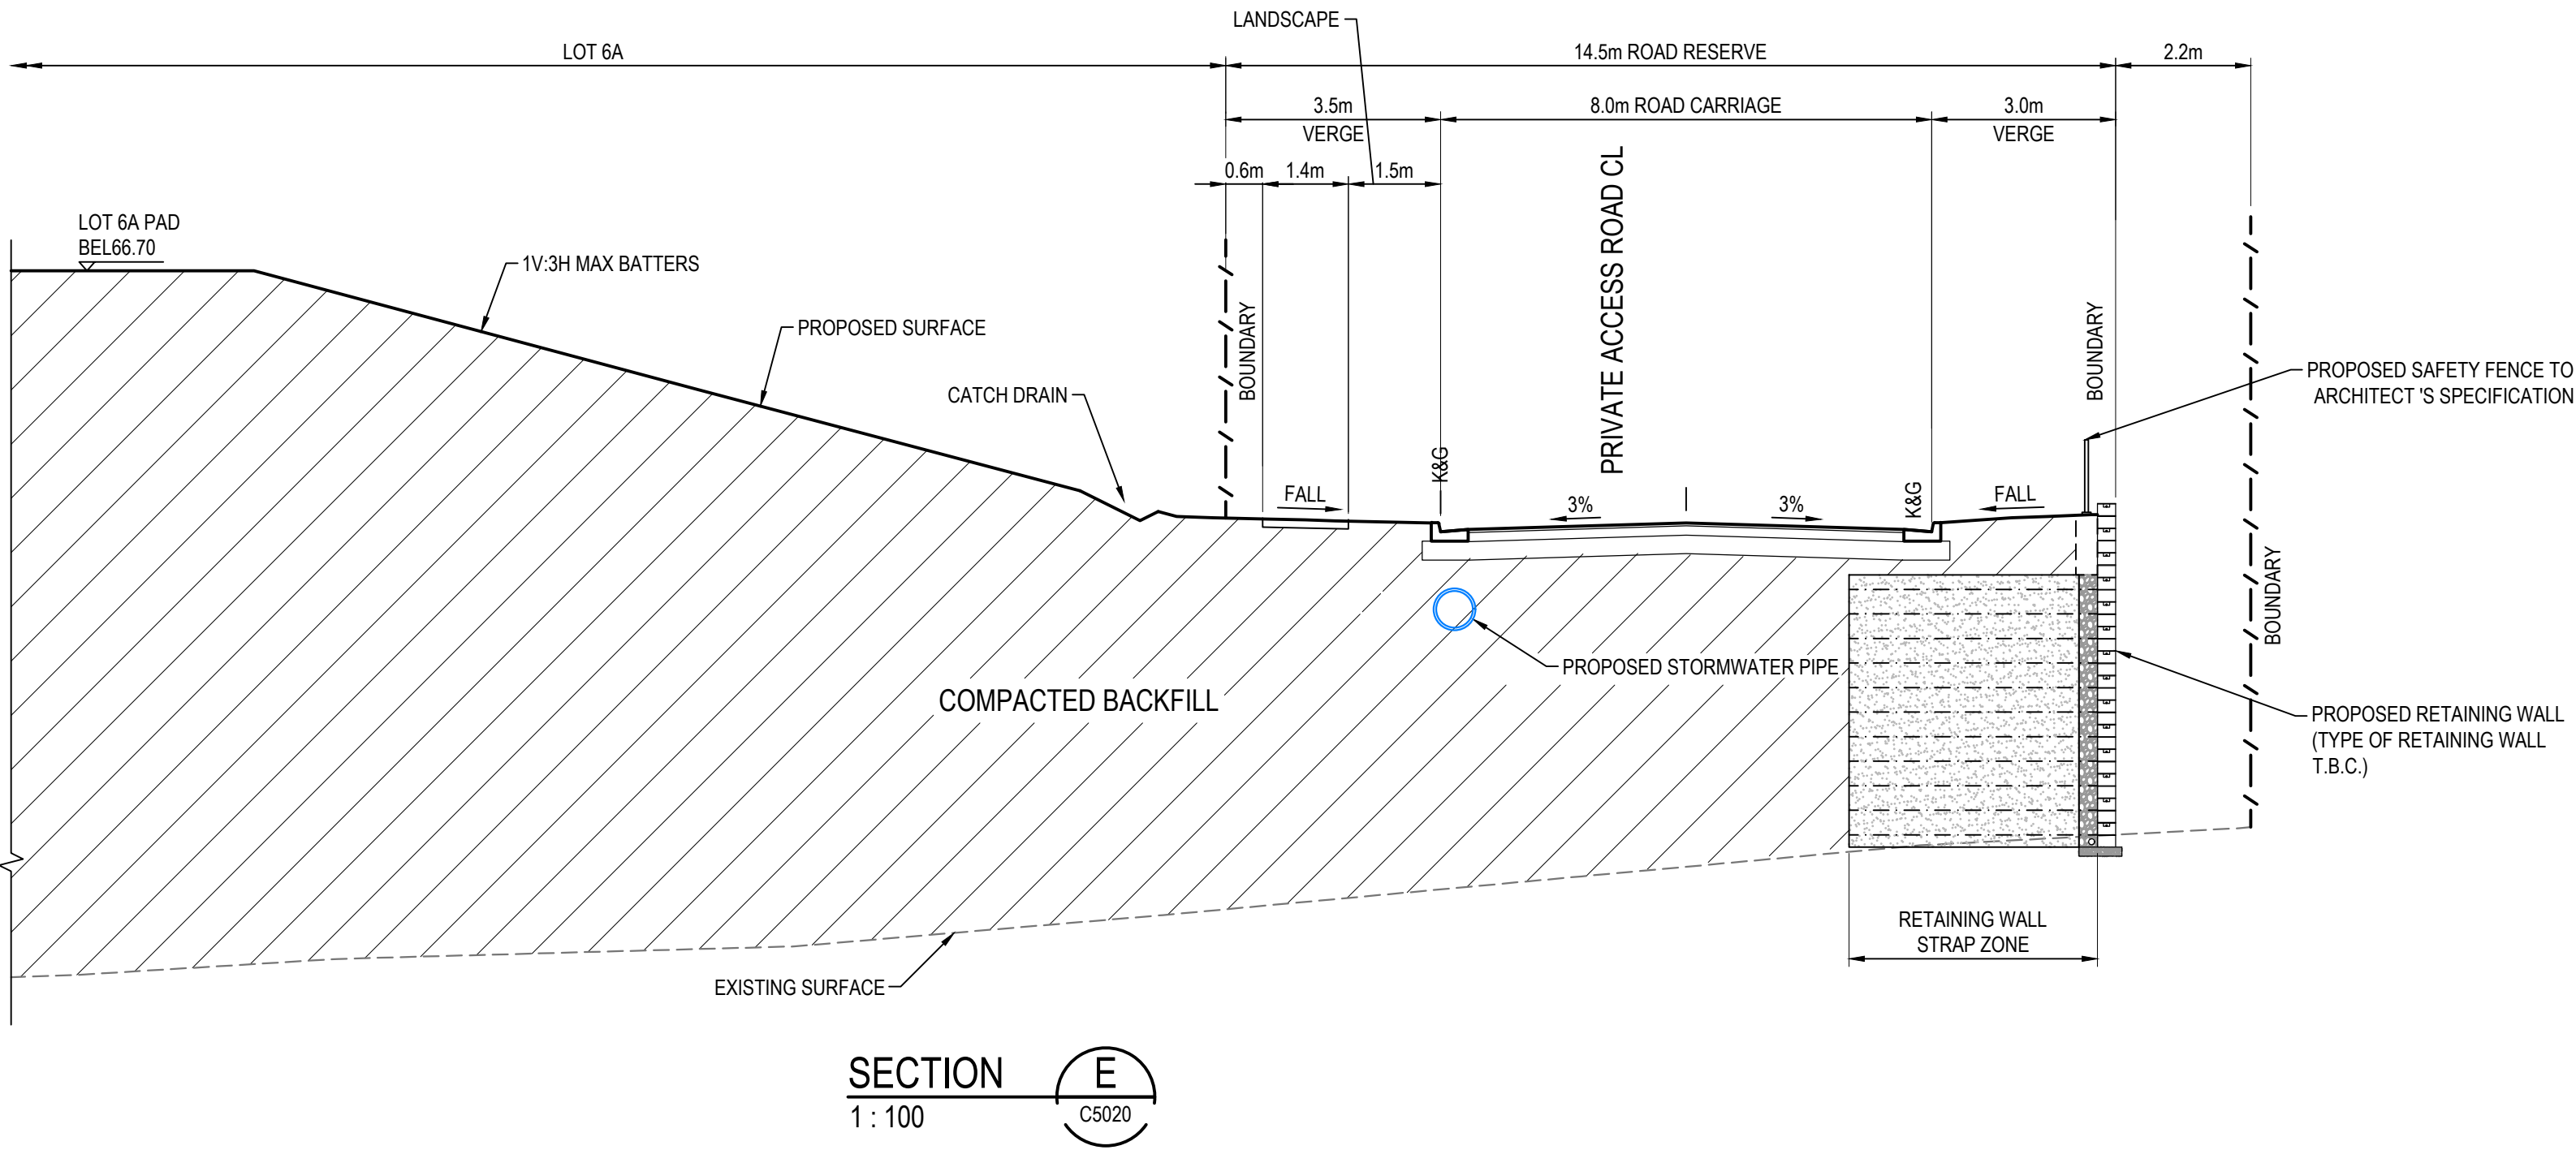 LANDSCAPE
LOT 6A
14.5m ROAD RESERVE
2.2m
3.5m
VERGE
8.0m ROAD CARRIAGE
3.0m
VERGE
0.6m
1.4m
1.5m
PRIVATE ACCESS ROAD CL
LOT 6A PAD
BEL66.70
1V:3H MAX BATTERS
PROPOSED SURFACE
CATCH DRAIN
BOUNDARY
BOUNDARY
PROPOSED SAFETY FENCE TO
ARCHITECT 'S SPECIFICATION
K&G
FALL
3%
3%
K&G
FALL
BOUNDARY
PROPOSED STORMWATER PIPE
COMPACTED BACKFILL
PROPOSED RETAINING WALL
(TYPE OF RETAINING WALL
T.B.C.)
RETAINING WALL
STRAP ZONE
EXISTING SURFACE
SECTION
E
1 : 100
C5020